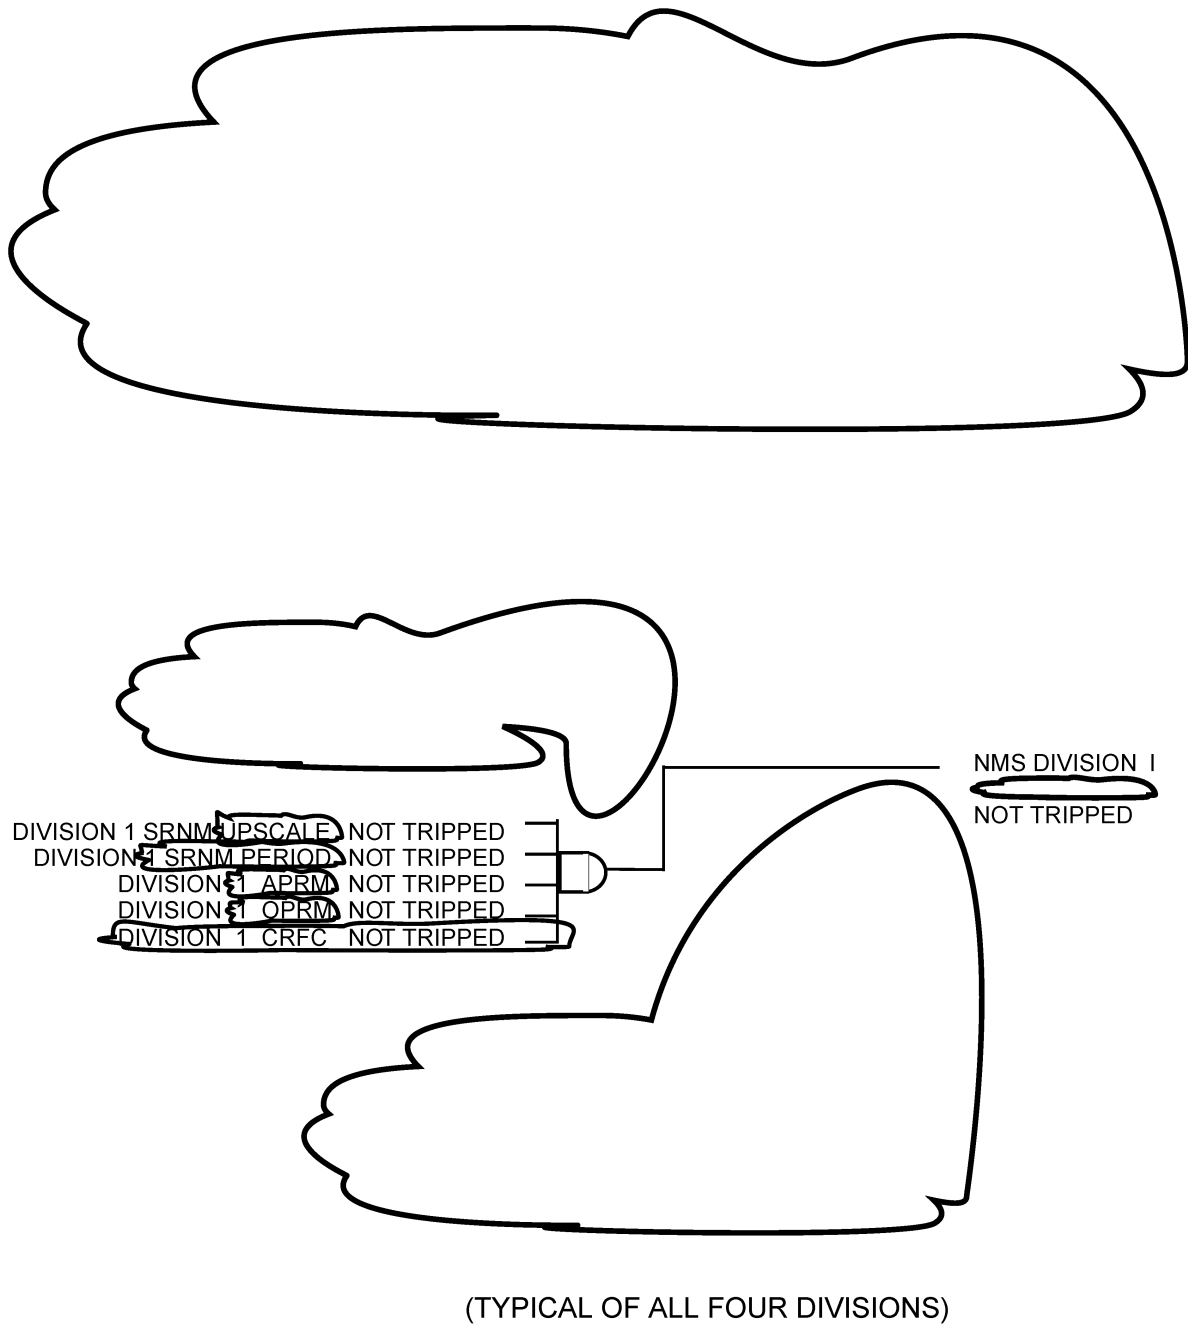 NMS DIVISION I
NOT TRIPPED
DIVISION 1 SRNM UPSCALE NOT TRIPPED
DIVISION 1 SRNM PERIOD NOT TRIPPED
DIVISION 1 APRM NOT TRIPPED
DIVISION 1 OPRM NOT TRIPPED
DIVISION 1 CRFC NOT TRIPPED
(TYPICAL OF ALL FOUR DIVISIONS)